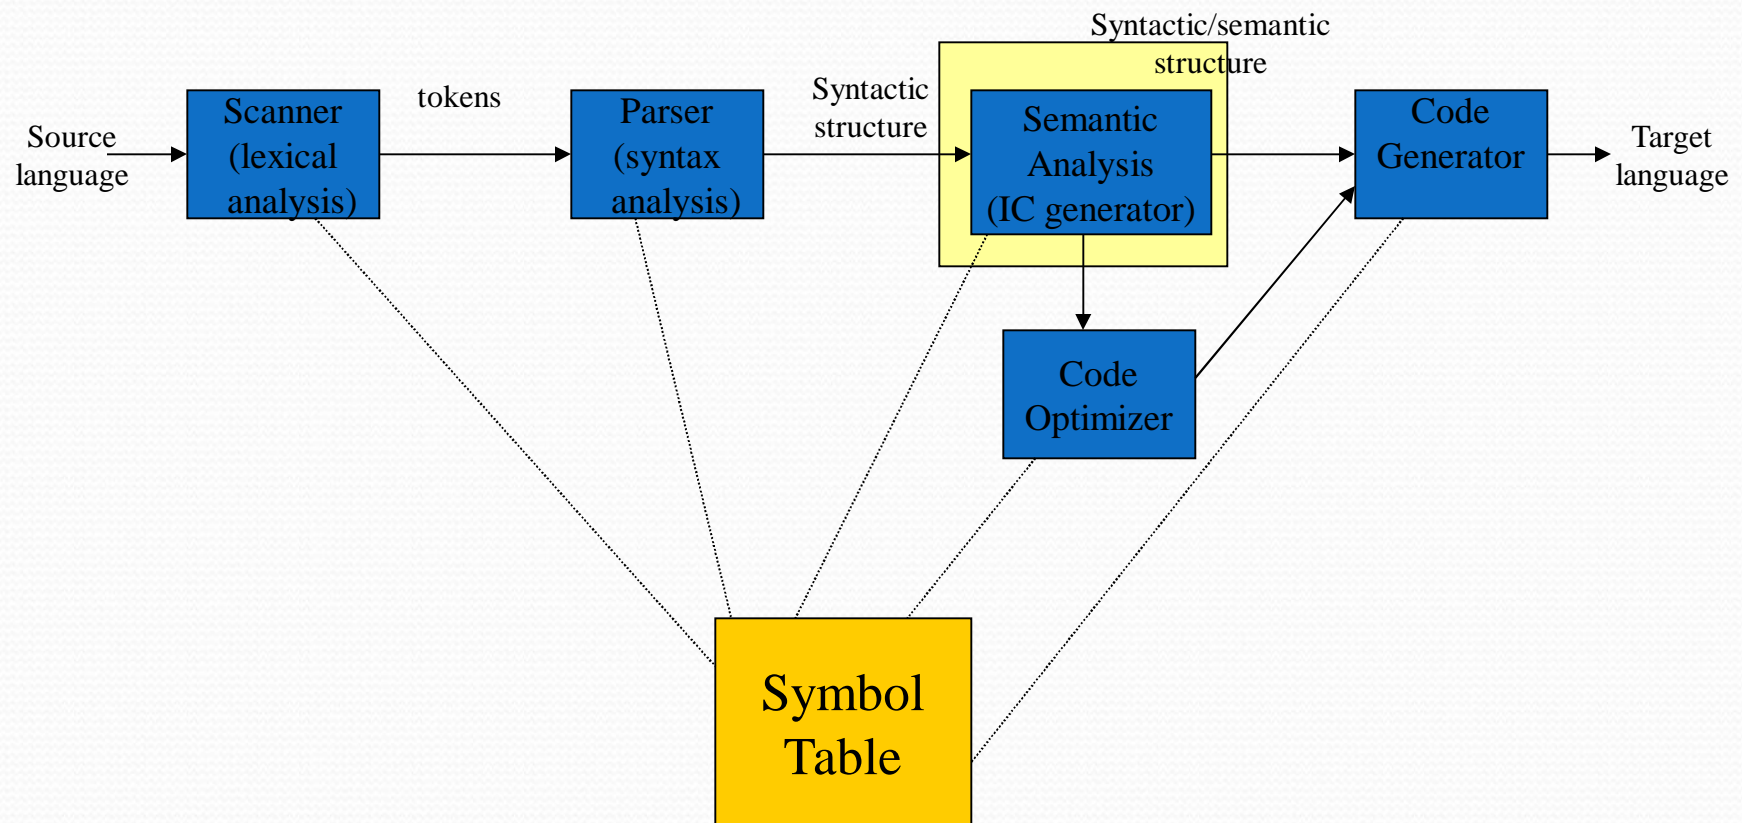 Syntactic/semantic
structure
Source
language
Scanner
(lexical
analysis)
tokens
Parser
(syntax
analysis)
Syntactic
structure
Semantic
Analysis
(IC generator)
Code
Generator
Target
language
Code
Optimizer
Symbol
Table